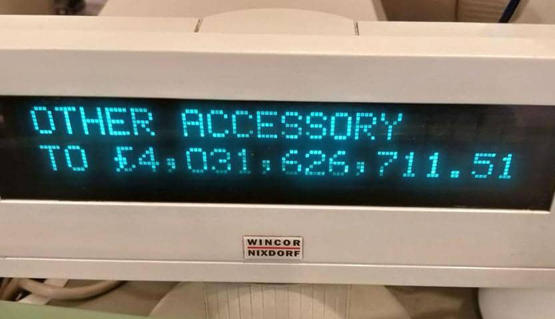 OTHER ACCESSORY
TO £4,031,626,711.51
WINCOR
NIXDORF